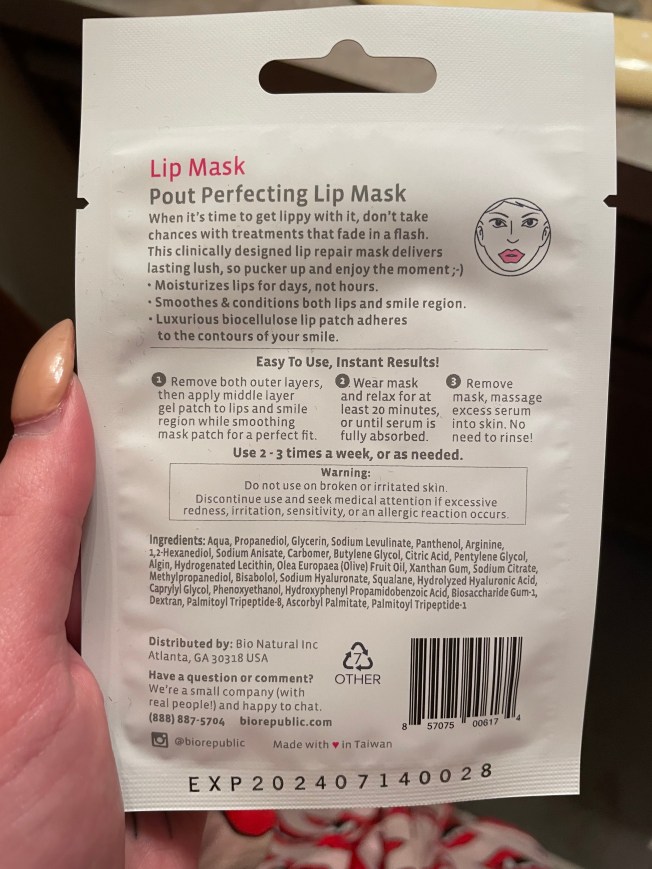 Lip Mask
Pout Perfecting Lip Mask
When it's time to get lippy with it, don't take
chances with treatments that fade in a flash.
This clinically designed lip repair mask delivers
lasting lush, so pucker up and enjoy the moment ;-)
• Moisturizes lips for days, not hours.
• Smoothes & conditions both lips and smile region.
• Luxurious biocellulose lip patch adheres
to the contours of your smile.
Easy To Use, Instant Results!
1 Remove both outer layers,
then apply middle layer
gel patch to lips and smile
region while smoothing
mask patch for a perfect fit.
2 Wear mask
and relax for at
least 20 minutes,
or until serum is
fully absorbed.
3 Remove
mask, massage
excess serum
into skin. No
need to rinse!
Use 2 - 3 times a week, or as needed.
Warning:
Do not use on broken or irritated skin.
Discontinue use and seek medical attention if excessive
redness, irritation, sensitivity, or an allergic reaction occurs.
Ingredients: Aqua, Propanediol, Glycerin, Sodium Levulinate, Panthenol, Arginine,
1,2-Hexanediol, Sodium Anisate, Carbomer, Butylene Glycol, Citric Acid, Pentylene Glycol,
Algin, Hydrogenated Lecithin, Olea Europaea (Olive) Fruit Oil, Xanthan Gum, Sodium Citrate,
Methylpropanediol, Bisabolol, Sodium Hyaluronate, Squalane, Hydrolyzed Hyaluronic Acid,
Caprylyl Glycol, Phenoxyethanol, Hydroxyphenyl Propamidobenzoic Acid, Biosaccharide Gum-1,
Dextran, Palmitoyl Tripeptide-8, Ascorbyl Palmitate, Palmitoyl Tripeptide-1
Distributed by: Bio Natural Inc
Atlanta, GA 30318 USA
Have a question or comment?
We're a small company (with
real people!) and happy to chat.
(888) 887-5704 biorepublic.com
@biorepublic Made with ♥ in Taiwan
7
OTHER
8 57075 00617 4
EXP202407140028